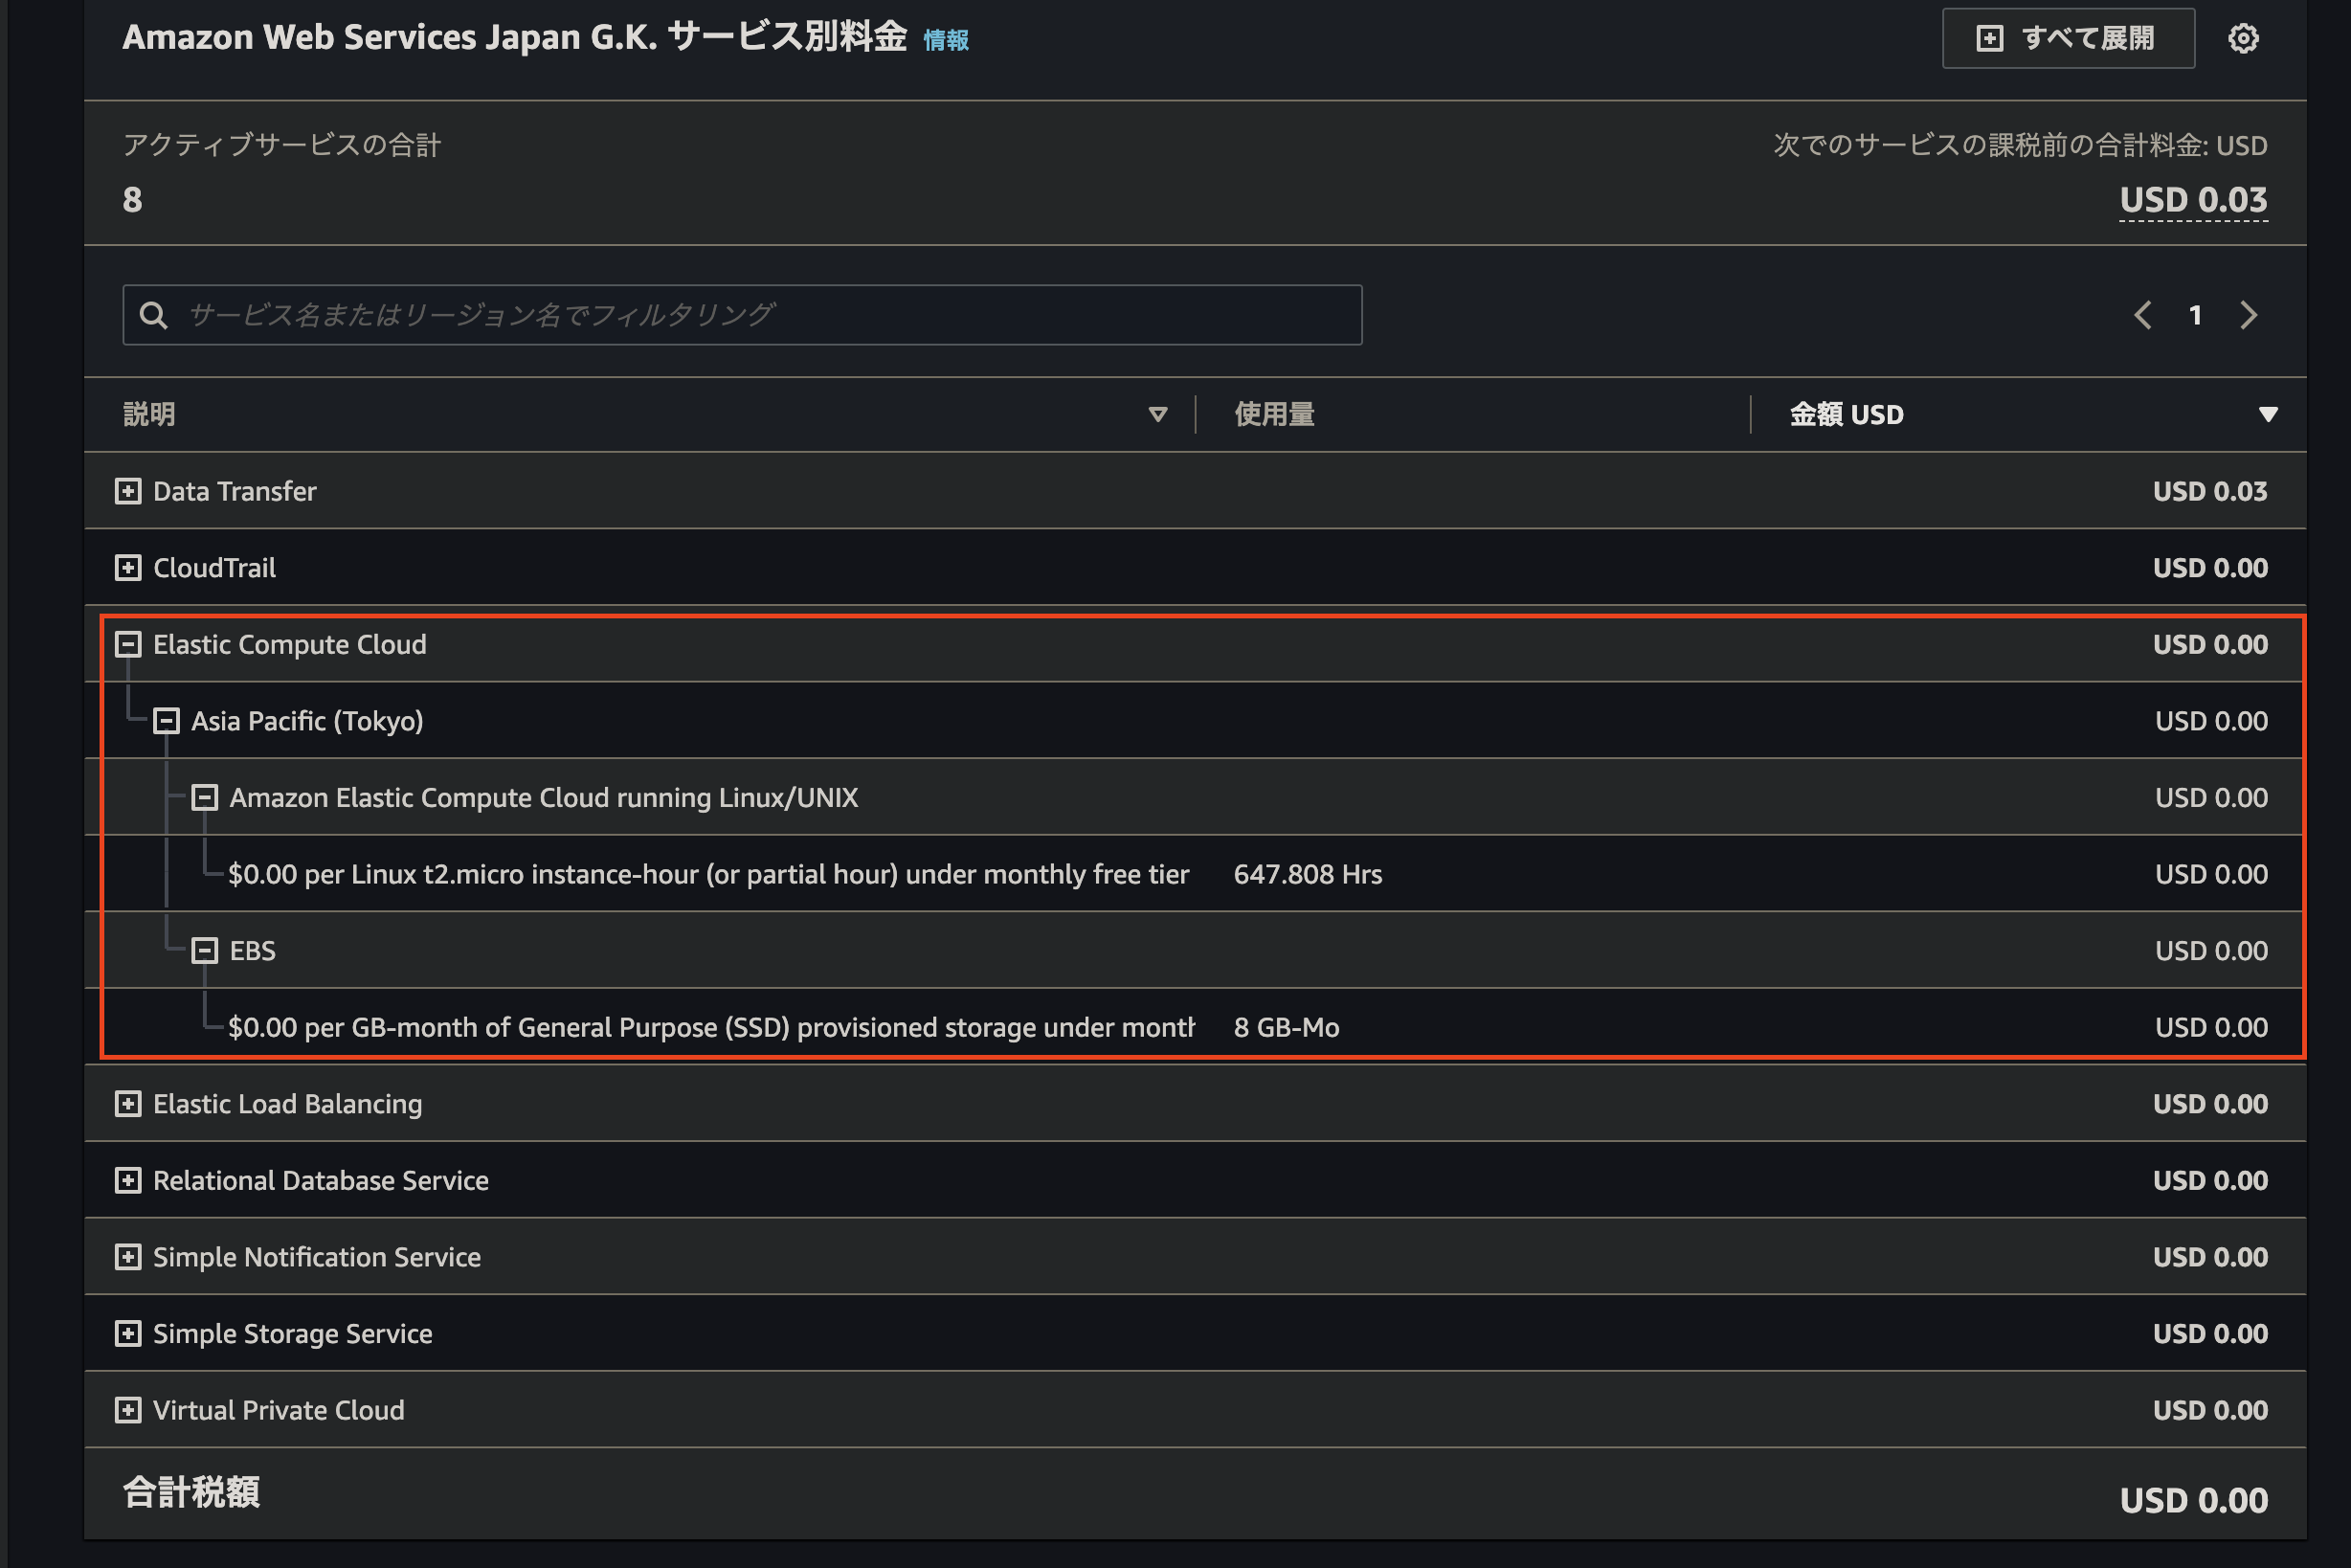 Amazon Web Services Japan G.K. サービス別料金 情報
すべて展開
アクティブサービスの合計
次でのサービスの課税前の合計料金: USD
8
USD 0.03
サービス名またはリージョン名でフィルタリング
1
説明 使用量 金額 USD
Data Transfer USD 0.03
CloudTrail USD 0.00
Elastic Compute Cloud USD 0.00
Asia Pacific (Tokyo) USD 0.00
Amazon Elastic Compute Cloud running Linux/UNIX USD 0.00
$0.00 per Linux t2.micro instance-hour (or partial hour) under monthly free tier 647.808 Hrs USD 0.00
EBS USD 0.00
$0.00 per GB-month of General Purpose (SSD) provisioned storage under month 8 GB-Mo USD 0.00
Elastic Load Balancing USD 0.00
Relational Database Service USD 0.00
Simple Notification Service USD 0.00
Simple Storage Service USD 0.00
Virtual Private Cloud USD 0.00
合計税額 USD 0.00